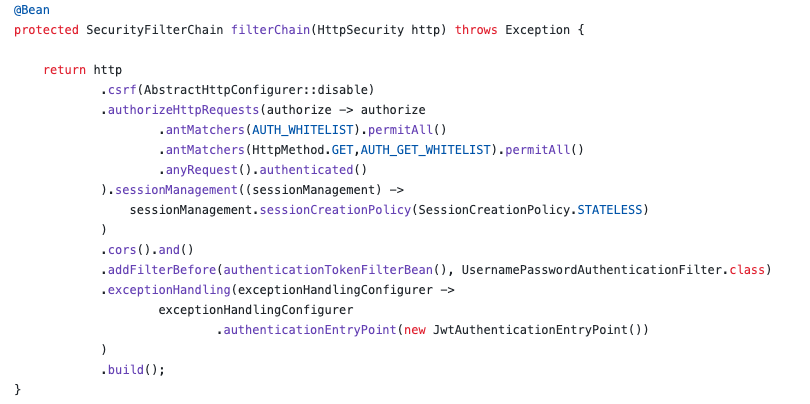 @Bean
protected SecurityFilterChain filterChain(HttpSecurity http) throws Exception {
    return http
            .csrf(AbstractHttpConfigurer::disable)
            .authorizeHttpRequests(authorize -> authorize
                    .antMatchers(AUTH_WHITELIST).permitAll()
                    .antMatchers(HttpMethod.GET,AUTH_GET_WHITELIST).permitAll()
                    .anyRequest().authenticated()
            ).sessionManagement((sessionManagement) ->
                sessionManagement.sessionCreationPolicy(SessionCreationPolicy.STATELESS)
            )
            .cors().and()
            .addFilterBefore(authenticationTokenFilterBean(), UsernamePasswordAuthenticationFilter.class)
            .exceptionHandling(exceptionHandlingConfigurer ->
                    exceptionHandlingConfigurer
                            .authenticationEntryPoint(new JwtAuthenticationEntryPoint())
            )
            .build();
}